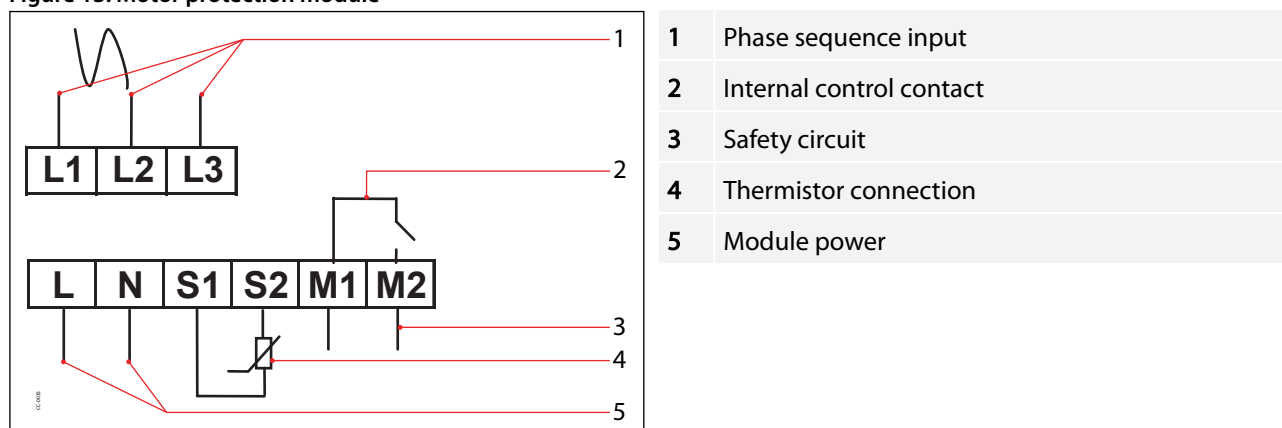 Figure 15: Motor protection module
1
2
3
4
5
L1 L2 L3
L N S1 S2 M1 M2
1 Phase sequence input
2 Internal control contact
3 Safety circuit
4 Thermistor connection
5 Module power